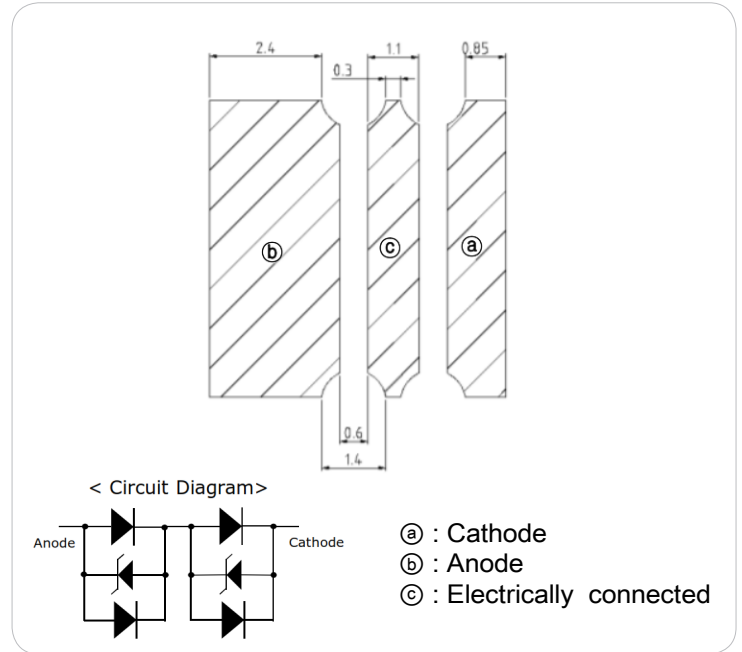 2.4 1.1 0.85
0.3
ⓑ ⓒ ⓐ
0.6
1.4
< Circuit Diagram>
Anode Cathode
ⓐ : Cathode
ⓑ : Anode
ⓒ : Electrically connected